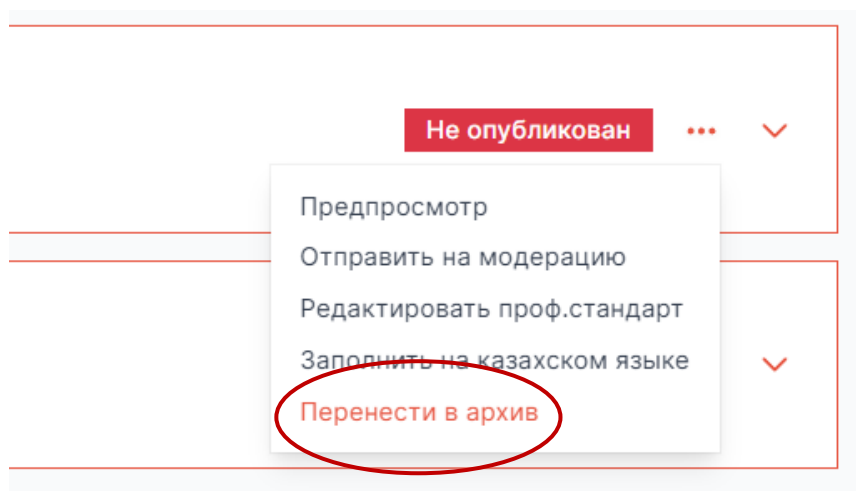 Не опубликован
Предпросмотр
Отправить на модерацию
Редактировать проф.стандарт
Заполнить на казахском языке
Перенести в архив